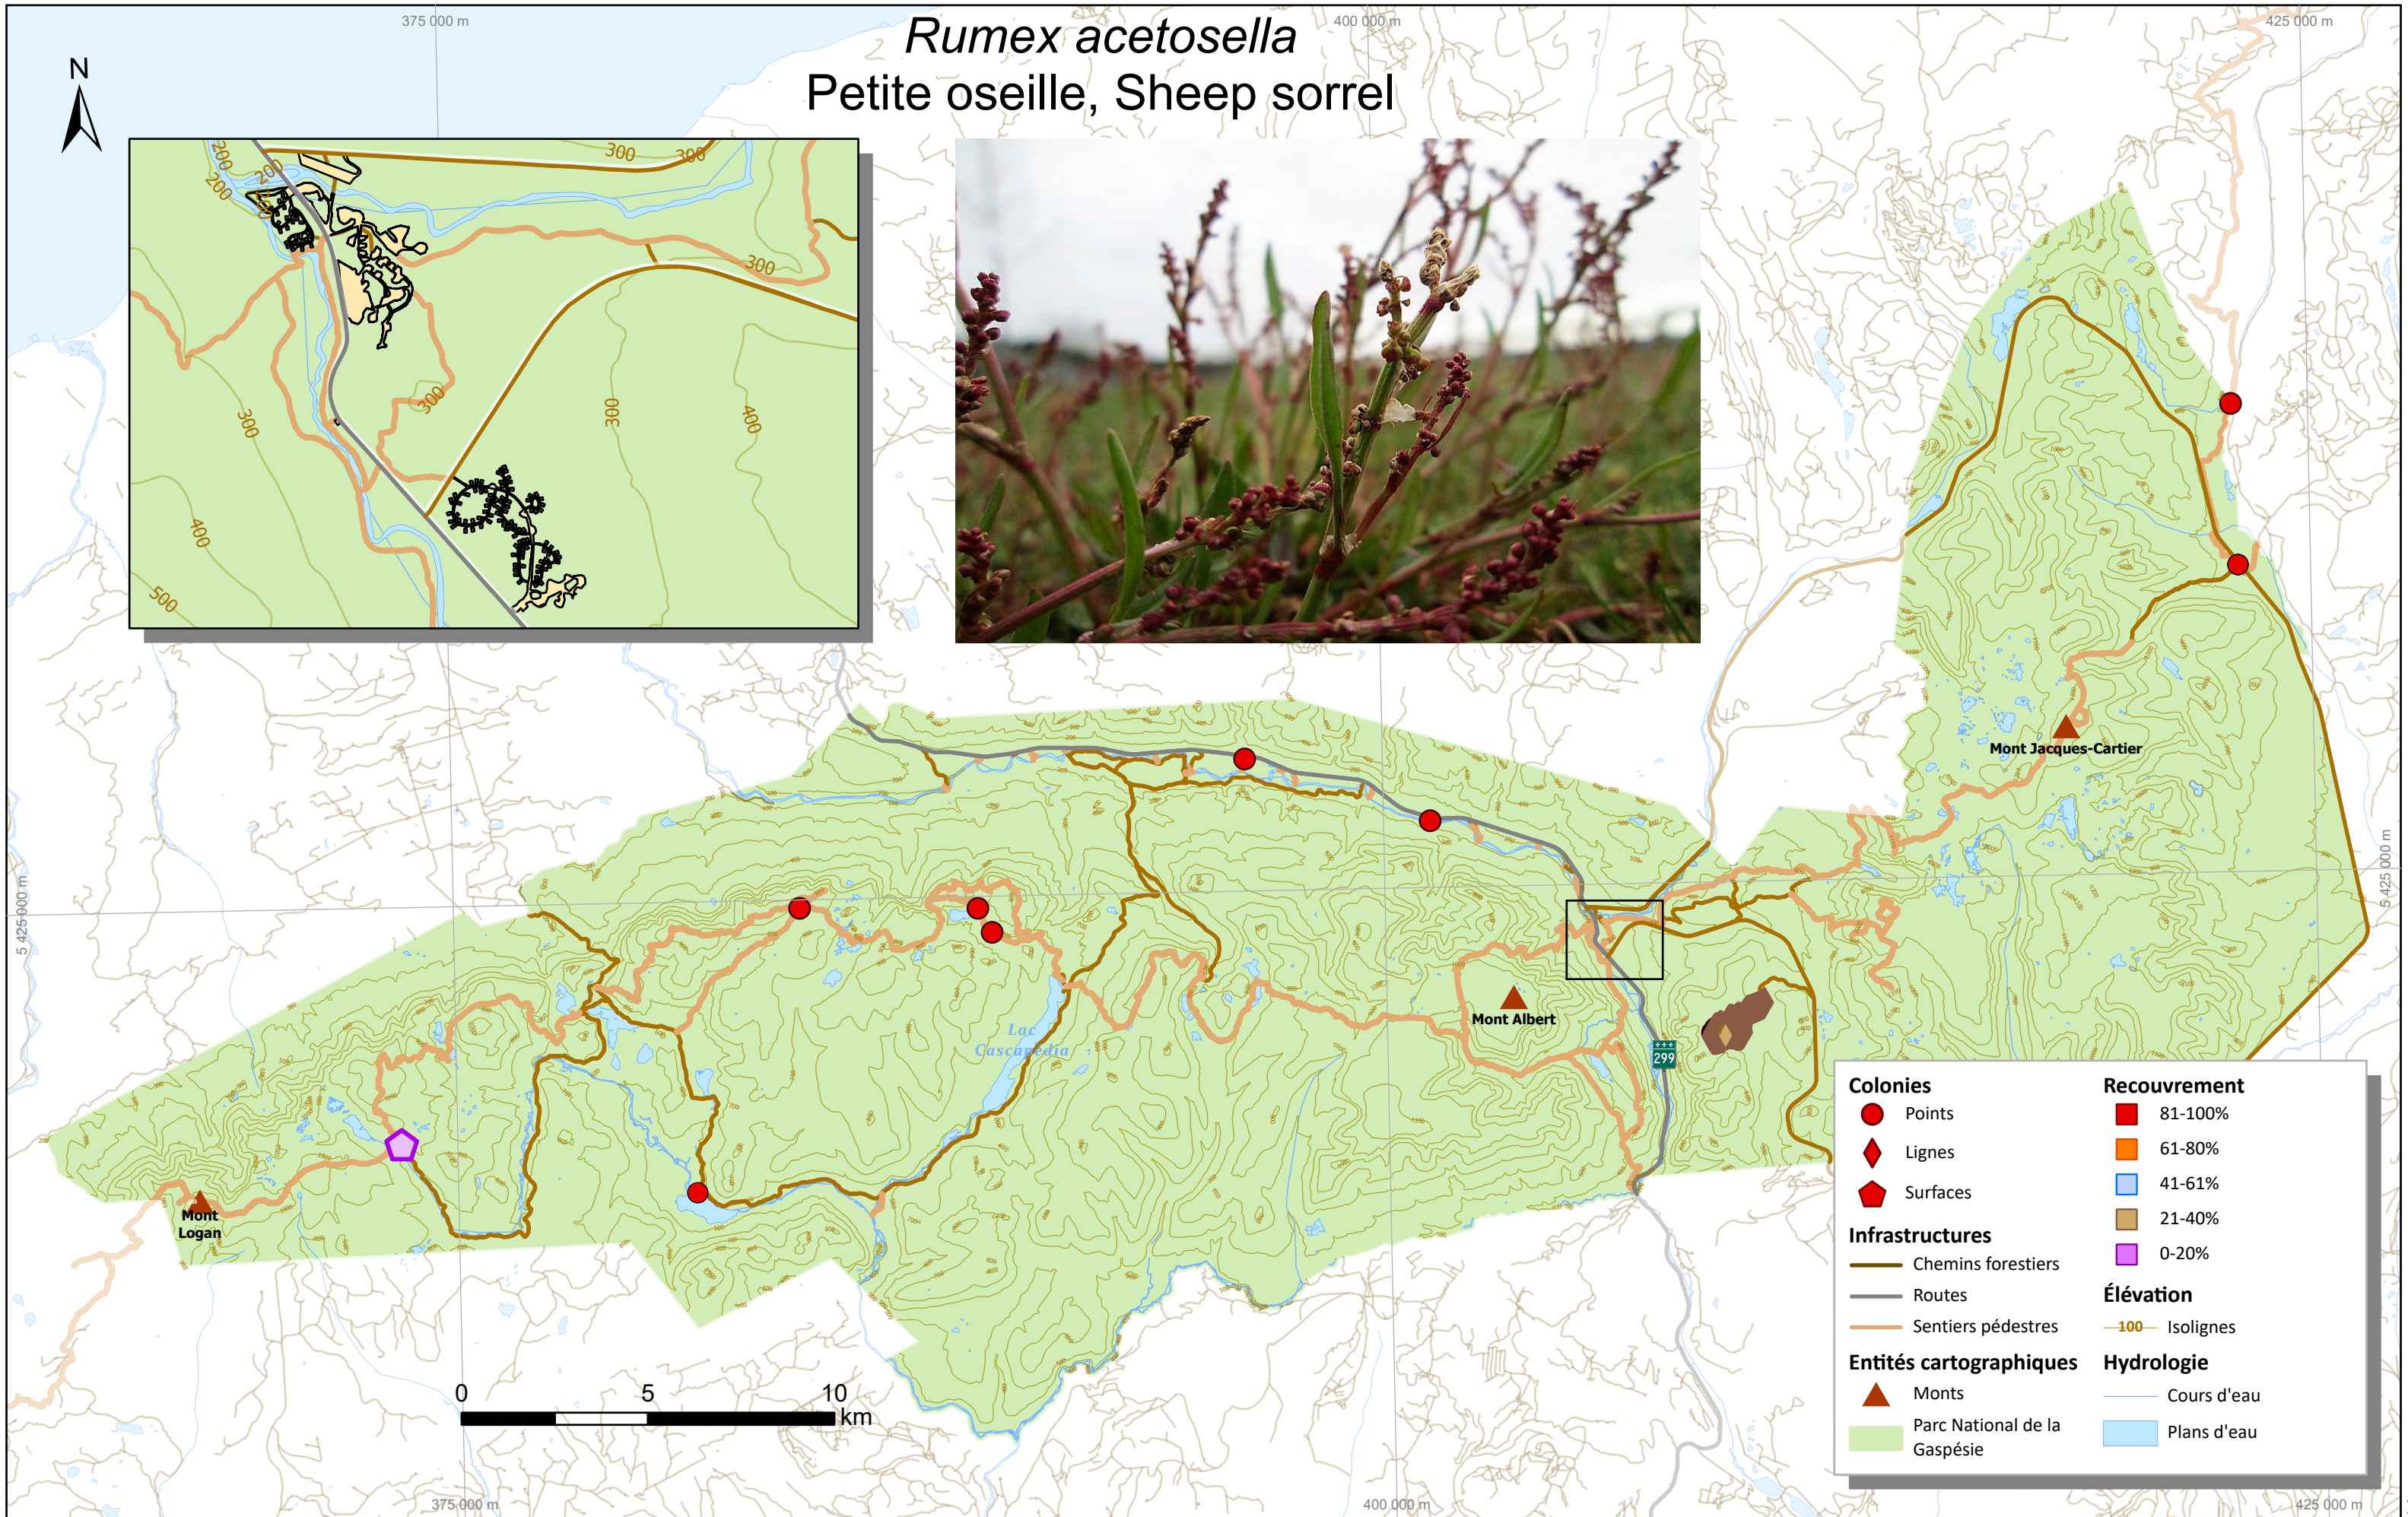 375 000 m
400 000 m
425 000 m
Rumex acetosella
Petite oseille, Sheep sorrel
N
200
200
200
300
300
300
300
300
300
400
400
500
5 425 000 m
5 425 000 m
Mont Jacques-Cartier
Mont Albert
Lac
Cascapédia
299
Mont
Logan
0
5
10
km
Colonies
Points
Lignes
Surfaces
Infrastructures
Chemins forestiers
Routes
Sentiers pédestres
Entités cartographiques
Monts
Parc National de la
Gaspésie
Recouvrement
81-100%
61-80%
41-61%
21-40%
0-20%
Élévation
100
Isolignes
Hydrologie
Cours d'eau
Plans d'eau
375 000 m
400 000 m
425 000 m